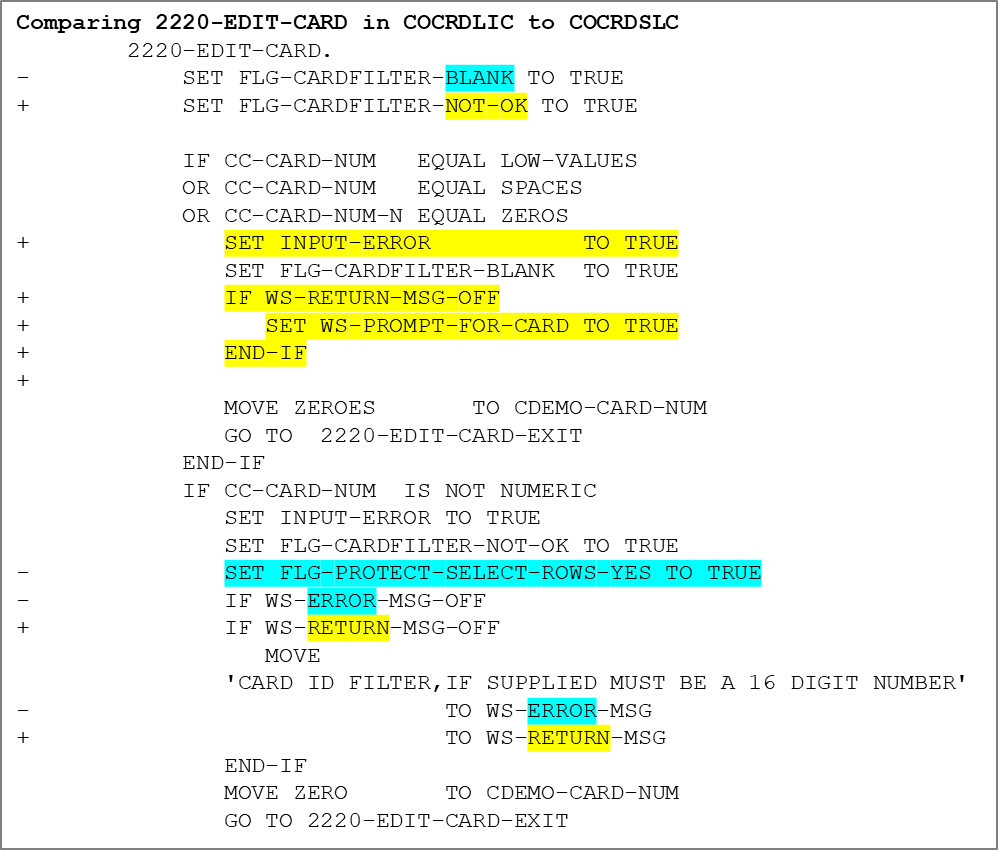 Comparing 2220-EDIT-CARD in COCRDLIC to COCRDSLC
        2220-EDIT-CARD.
-           SET FLG-CARDFILTER-BLANK TO TRUE
+           SET FLG-CARDFILTER-NOT-OK TO TRUE

            IF CC-CARD-NUM   EQUAL LOW-VALUES
            OR CC-CARD-NUM   EQUAL SPACES
            OR CC-CARD-NUM-N EQUAL ZEROS
+              SET INPUT-ERROR           TO TRUE
               SET FLG-CARDFILTER-BLANK  TO TRUE
+              IF WS-RETURN-MSG-OFF
+                 SET WS-PROMPT-FOR-CARD TO TRUE
+              END-IF
+
               MOVE ZEROES       TO CDEMO-CARD-NUM
               GO TO  2220-EDIT-CARD-EXIT
            END-IF
            IF CC-CARD-NUM  IS NOT NUMERIC
               SET INPUT-ERROR TO TRUE
               SET FLG-CARDFILTER-NOT-OK TO TRUE
-              SET FLG-PROTECT-SELECT-ROWS-YES TO TRUE
-              IF WS-ERROR-MSG-OFF
+              IF WS-RETURN-MSG-OFF
                  MOVE
               'CARD ID FILTER,IF SUPPLIED MUST BE A 16 DIGIT NUMBER'
-                              TO WS-ERROR-MSG
+                              TO WS-RETURN-MSG
               END-IF
               MOVE ZERO       TO CDEMO-CARD-NUM
               GO TO 2220-EDIT-CARD-EXIT